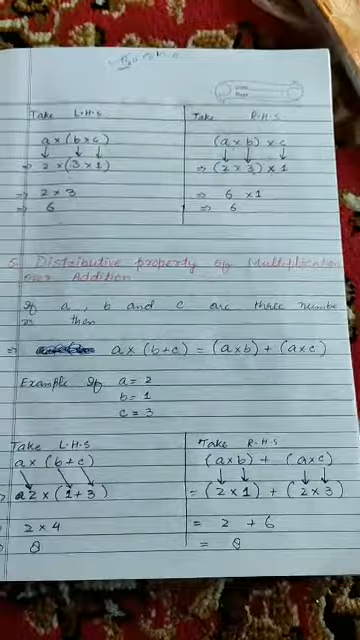 Take L.H.S
a × (b × c)
⇒ 2 × (3 × 1)
⇒ 2 × 3
⇒ 6
Take R.H.S
(a × b) × c
⇒ (2 × 3) × 1
⇒ 6 × 1
⇒ 6
5. Distributive property of Multiplication
over Addition
If a, b and c are three numbe
rs then
⇒ a × (b + c) = (a × b) + (a × c)
Example If a = 2
b = 1
c = 3
Take L.H.S
a × (b + c)
2 × (1 + 3)
2 × 4
8
Take R.H.S
(a × b) + (a × c)
= (2 × 1) + (2 × 3)
= 2 + 6
= 8